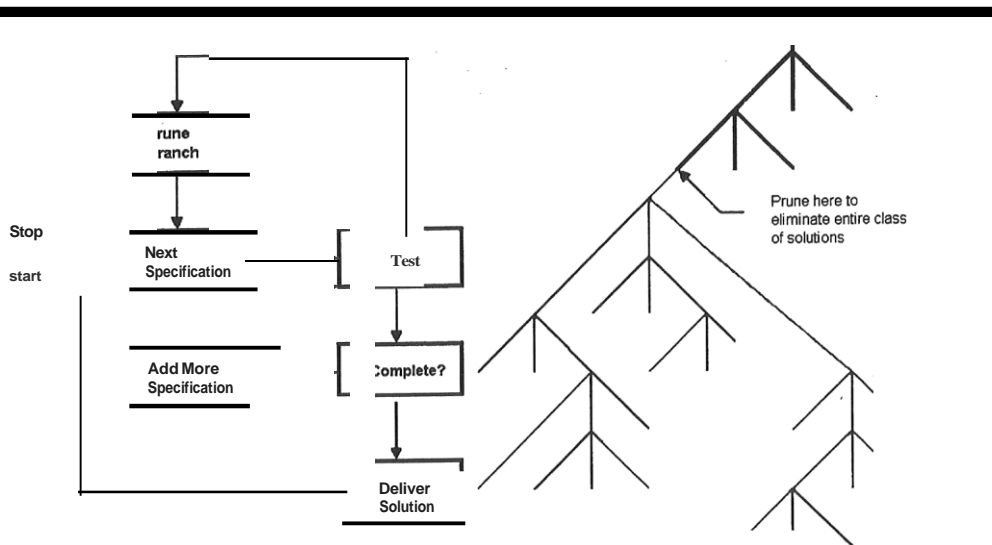 rune
ranch
Stop
start
Next
Specification
Test
Add More
Specification
Complete?
Deliver
Solution
Prune here to
eliminate entire class
of solutions